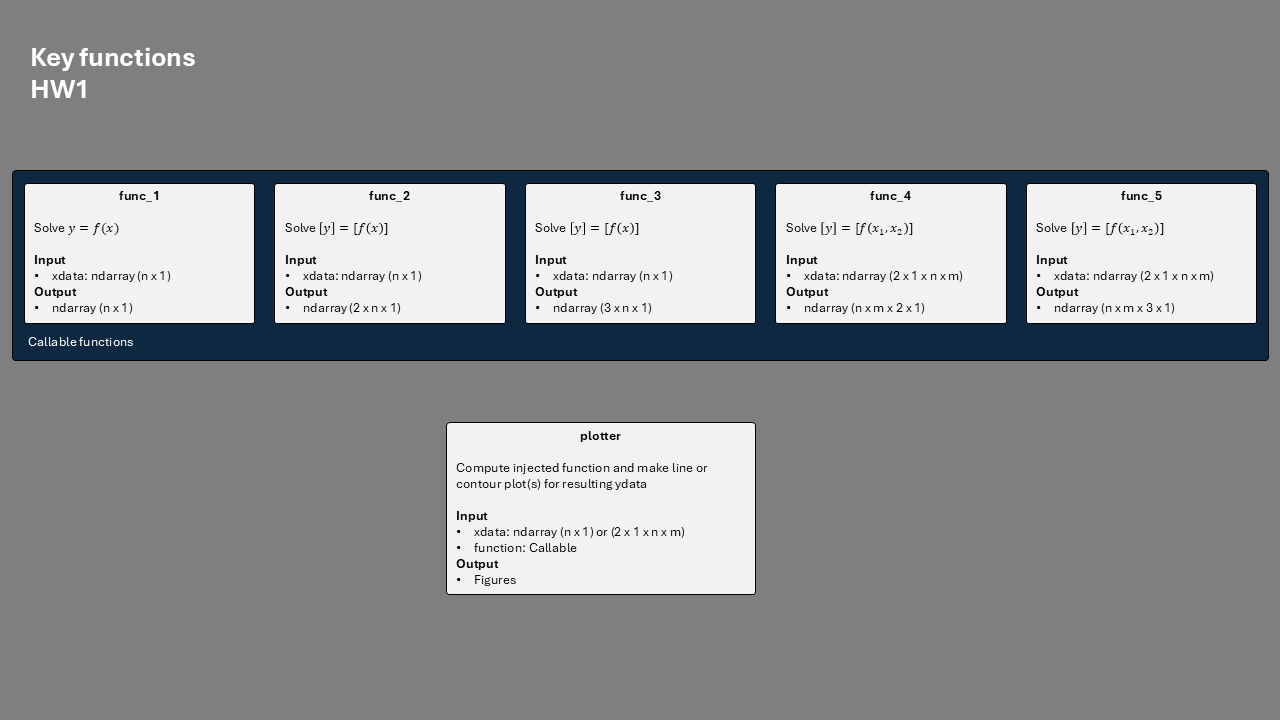 Key functions
HW1
func_1
Solve y = f(x)
Input
• xdata: ndarray (n x 1)
Output
• ndarray (n x 1)
func_2
Solve [y] = [f(x)]
Input
• xdata: ndarray (n x 1)
Output
• ndarray (2 x n x 1)
func_3
Solve [y] = [f(x)]
Input
• xdata: ndarray (n x 1)
Output
• ndarray (3 x n x 1)
func_4
Solve [y] = [f(x₁, x₂)]
Input
• xdata: ndarray (2 x 1 x n x m)
Output
• ndarray (n x m x 2 x 1)
func_5
Solve [y] = [f(x₁, x₂)]
Input
• xdata: ndarray (2 x 1 x n x m)
Output
• ndarray (n x m x 3 x 1)
Callable functions
plotter
Compute injected function and make line or
contour plot(s) for resulting ydata
Input
• xdata: ndarray (n x 1) or (2 x 1 x n x m)
• function: Callable
Output
• Figures